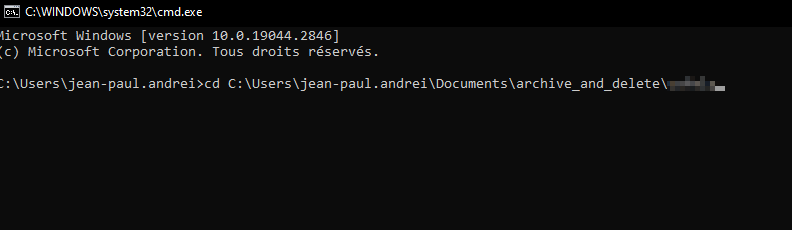 C:\WINDOWS\system32\cmd.exe
Microsoft Windows [version 10.0.19044.2846]
(c) Microsoft Corporation. Tous droits réservés.
C:\Users\jean-paul.andrei>cd C:\Users\jean-paul.andrei\Documents\archive_and_delete\